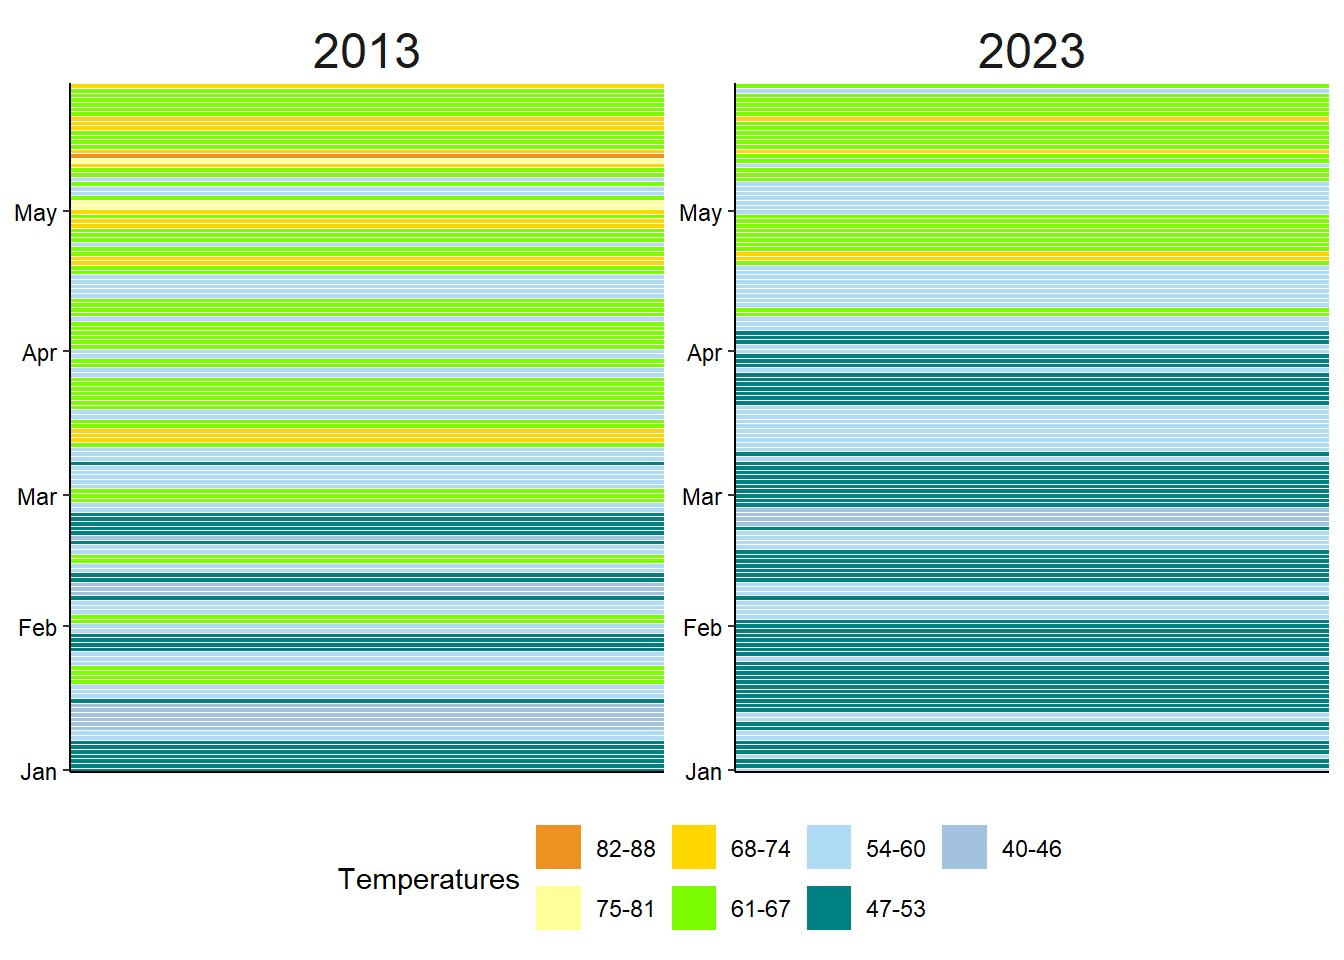 2013
2023
May
Apr
Mar
Feb
Jan
May
Apr
Mar
Feb
Jan
Temperatures
82-88
68-74
54-60
40-46
75-81
61-67
47-53